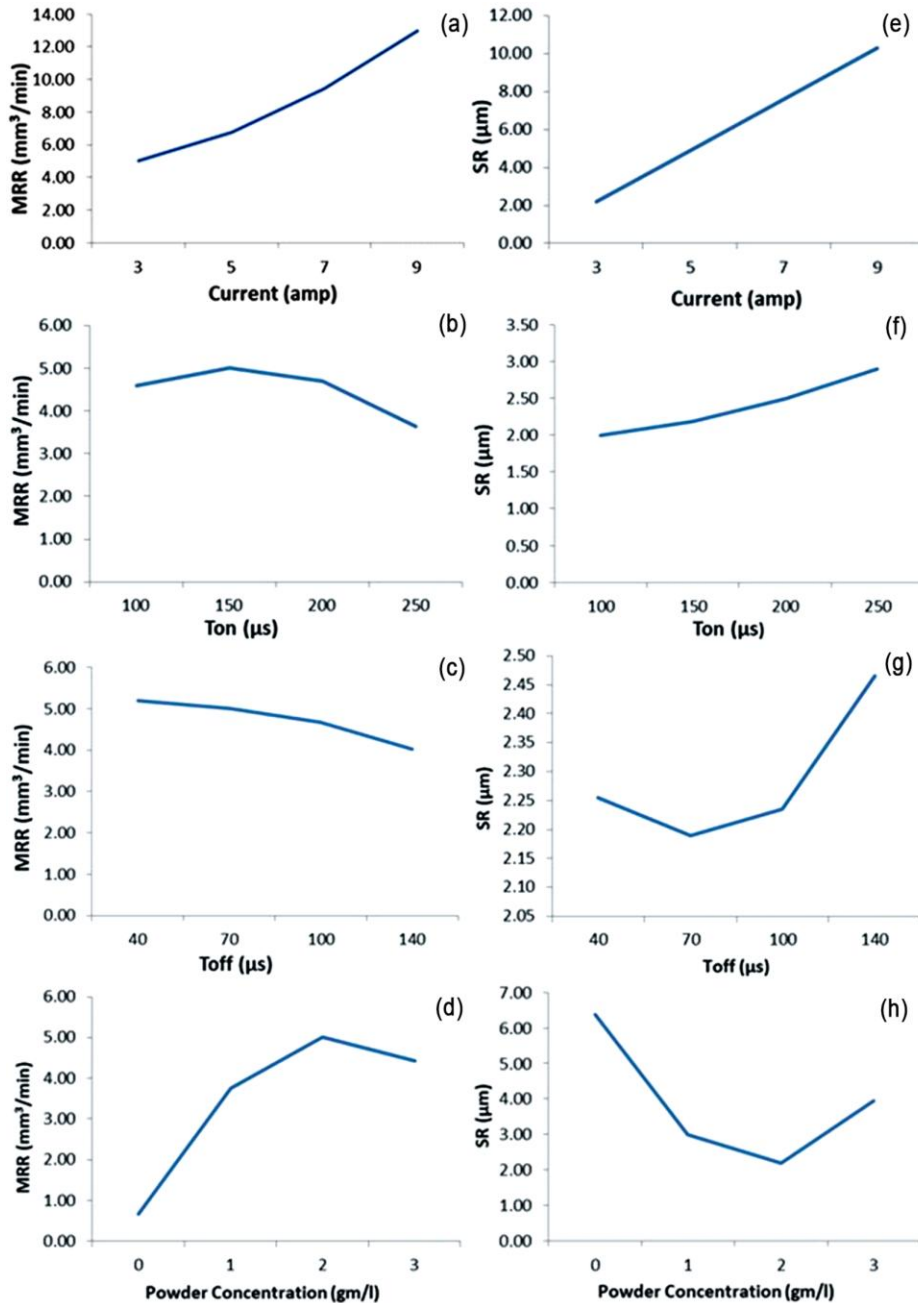 (a)
MRR (mm³/min)
14.00
12.00
10.00
8.00
6.00
4.00
2.00
0.00
3 5 7 9
Current (amp)
(e)
SR (µm)
12.00
10.00
8.00
6.00
4.00
2.00
0.00
3 5 7 9
Current (amp)
(b)
MRR (mm³/min)
6.00
5.00
4.00
3.00
2.00
1.00
0.00
100 150 200 250
Ton (µs)
(f)
SR (µm)
3.50
3.00
2.50
2.00
1.50
1.00
0.50
0.00
100 150 200 250
Ton (µs)
(c)
MRR (mm³/min)
6.00
5.00
4.00
3.00
2.00
1.00
0.00
40 70 100 140
Toff (µs)
(g)
SR (µm)
2.50
2.45
2.40
2.35
2.30
2.25
2.20
2.15
2.10
2.05
40 70 100 140
Toff (µs)
(d)
MRR (mm³/min)
6.00
5.00
4.00
3.00
2.00
1.00
0.00
0 1 2 3
Powder Concentration (gm/l)
(h)
SR (µm)
7.00
6.00
5.00
4.00
3.00
2.00
1.00
0.00
0 1 2 3
Powder Concentration (gm/l)